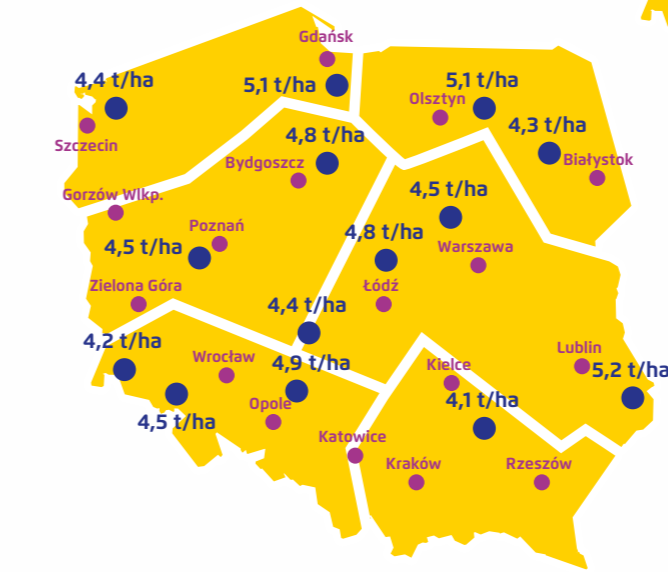 Gdańsk
4,4 t/ha
5,1 t/ha
5,1 t/ha
Olsztyn
4,3 t/ha
Szczecin
4,8 t/ha
Bydgoszcz
Białystok
Gorzów Wlkp.
4,5 t/ha
Poznań
4,5 t/ha
4,8 t/ha
Warszawa
Zielona Góra
Łódź
4,4 t/ha
4,2 t/ha
Wrocław
4,9 t/ha
Kielce
Lublin
5,2 t/ha
4,5 t/ha
Opole
4,1 t/ha
Katowice
Kraków
Rzeszów